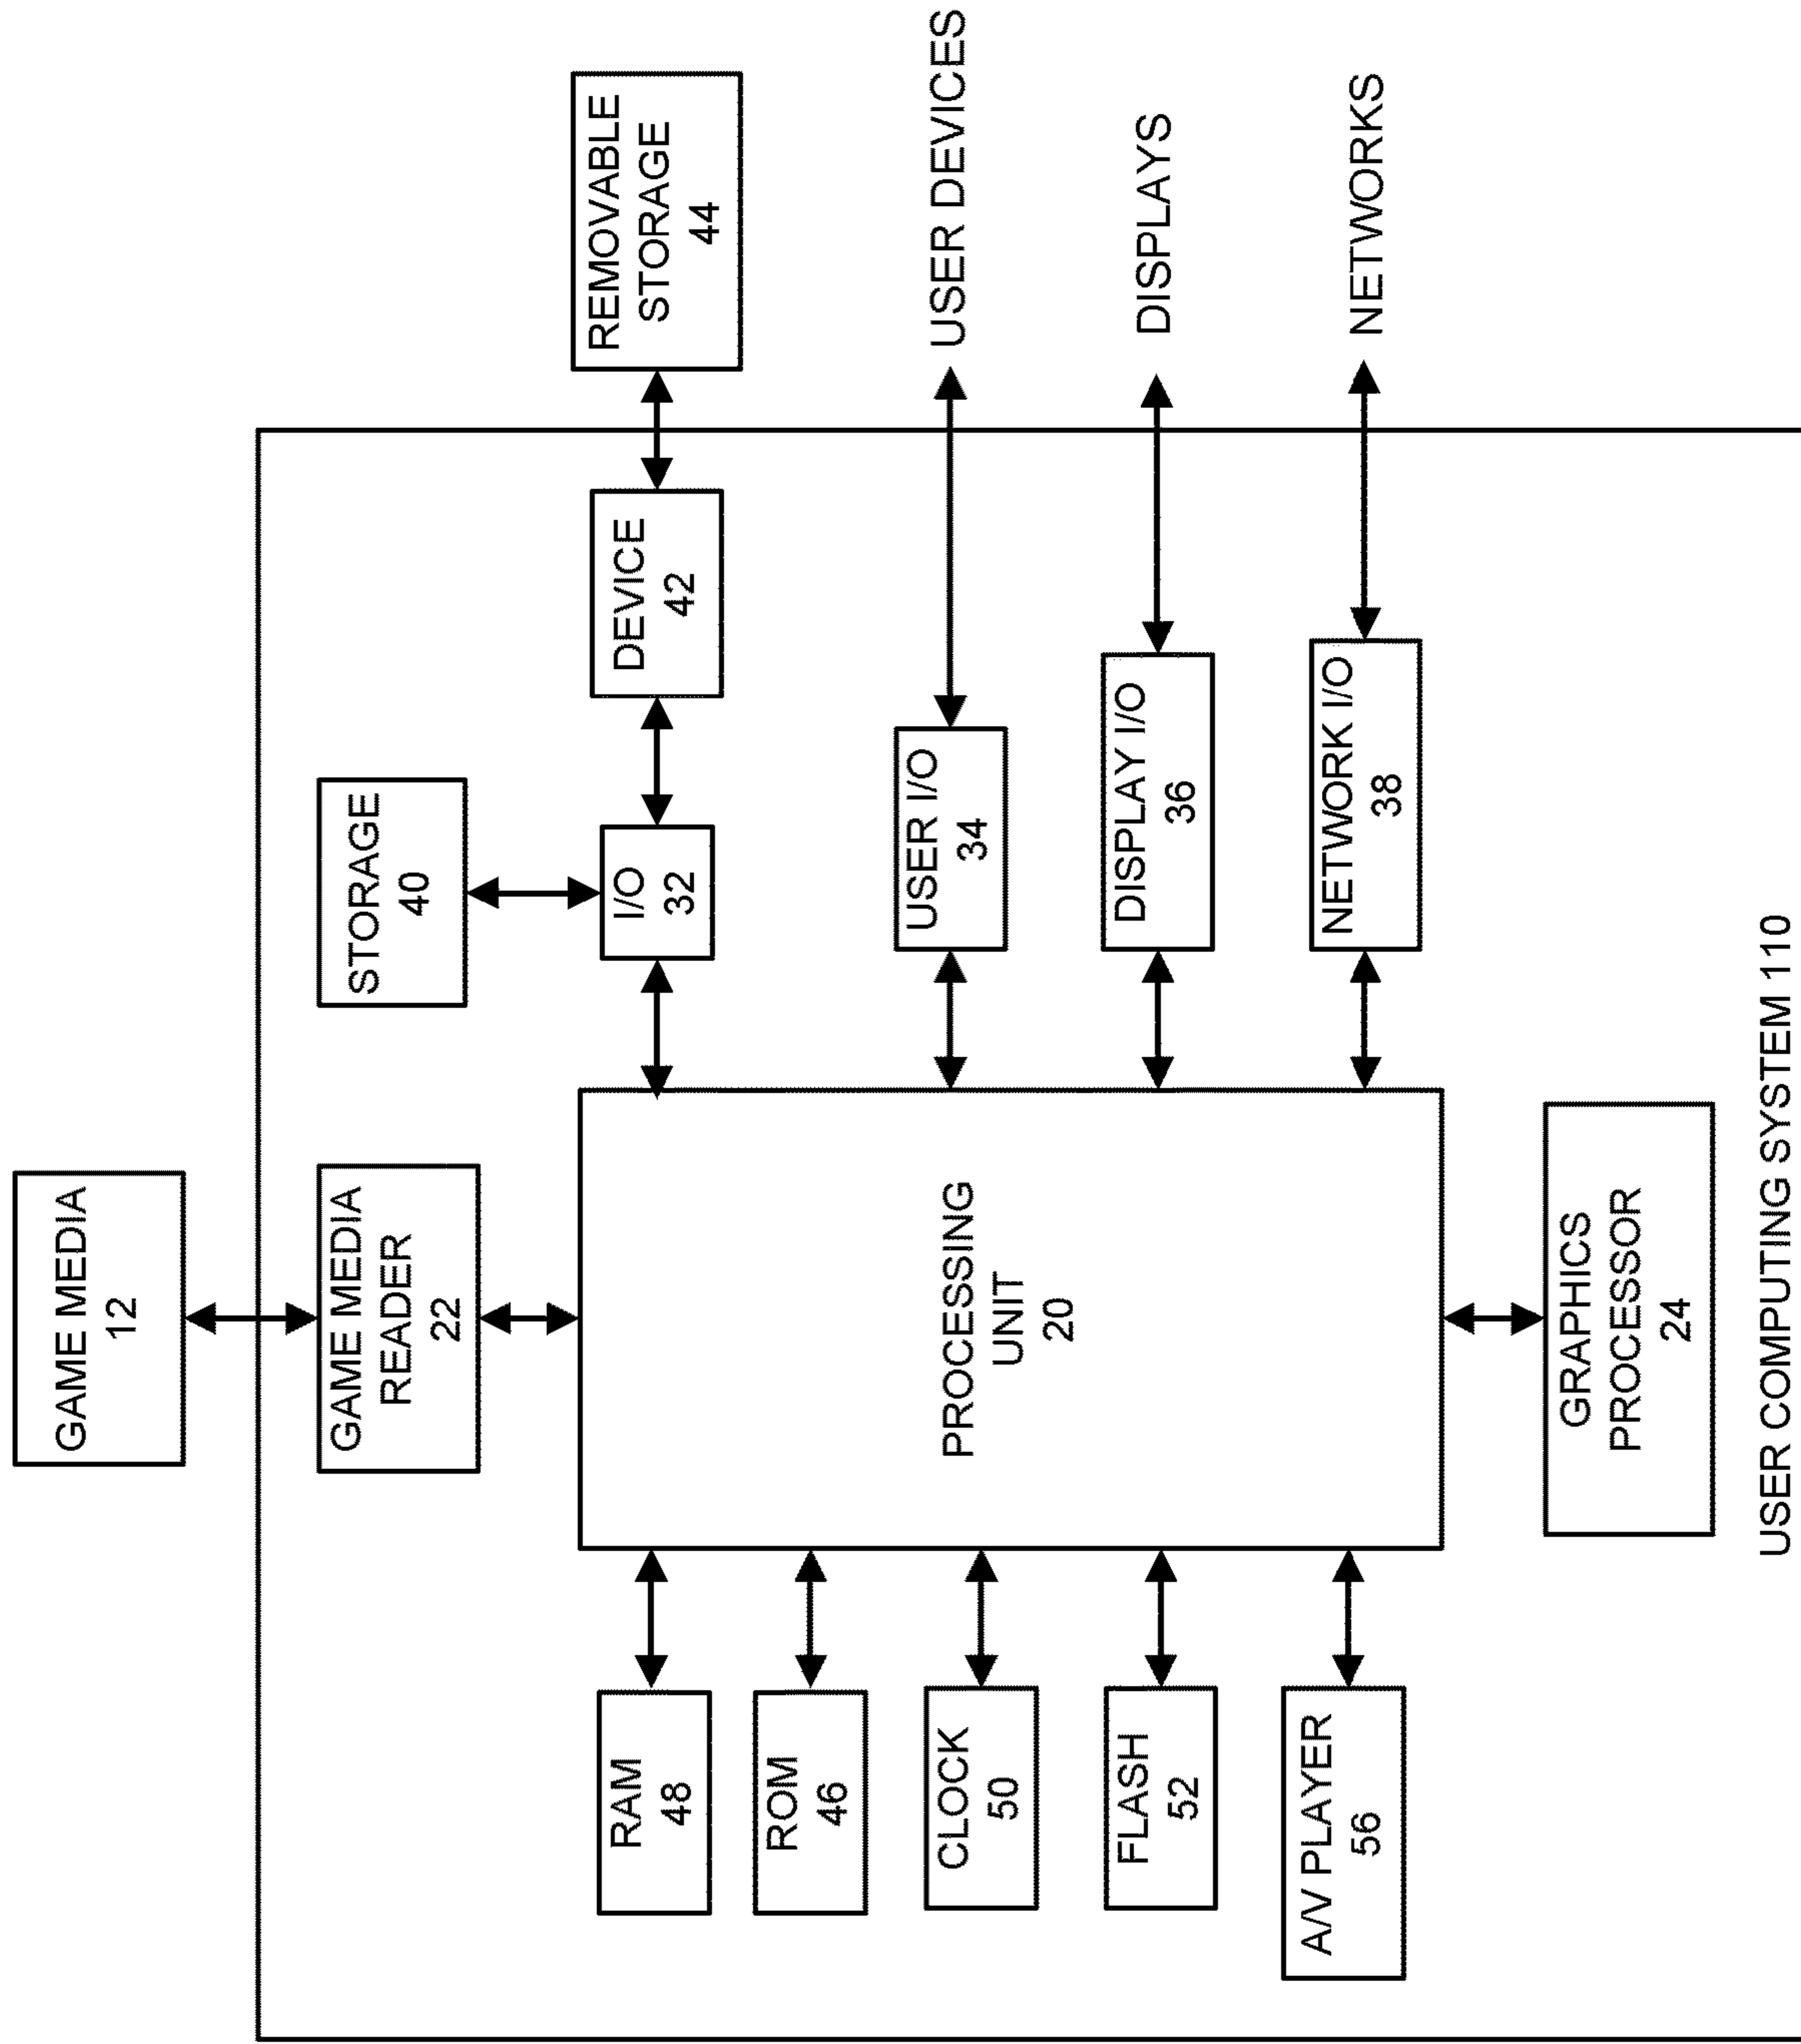 GAME MEDIA
12
GAME MEDIA
READER
22
STORAGE
40
I/O
32
DEVICE
42
REMOVABLE
STORAGE
44
RAM
48
ROM
46
CLOCK
50
FLASH
52
A/V PLAYER
56
PROCESSING
UNIT
20
USER I/O
34
USER DEVICES
DISPLAY I/O
36
DISPLAYS
NETWORK I/O
38
NETWORKS
GRAPHICS
PROCESSOR
24
USER COMPUTING SYSTEM 110